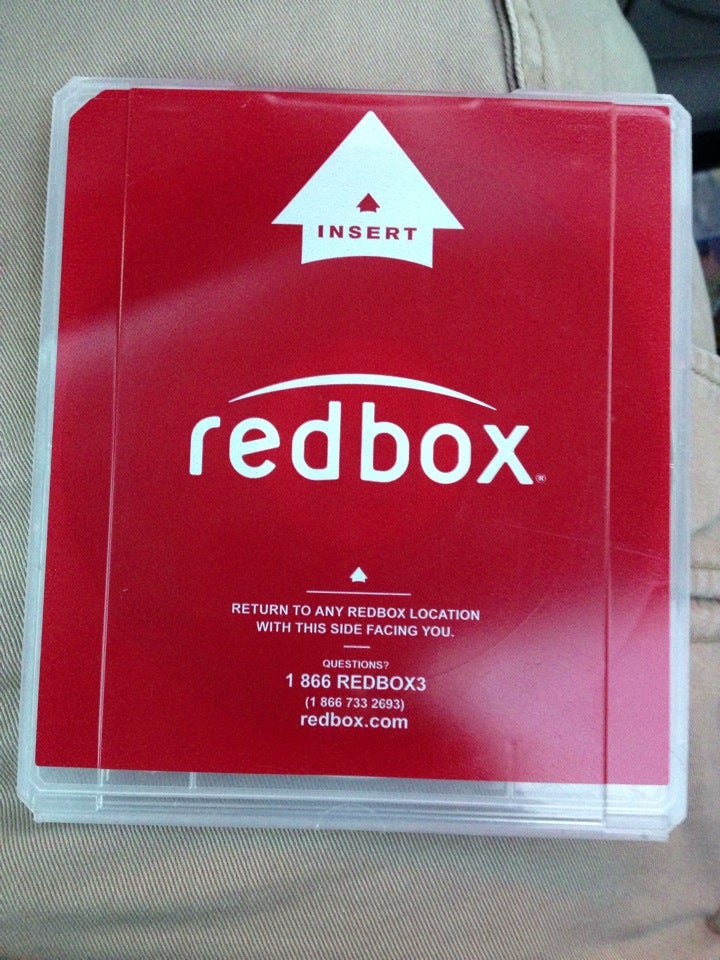 INSERT
redbox®
RETURN TO ANY REDBOX LOCATION
WITH THIS SIDE FACING YOU.
QUESTIONS?
1 866 REDBOX3
(1 866 733 2693)
redbox.com